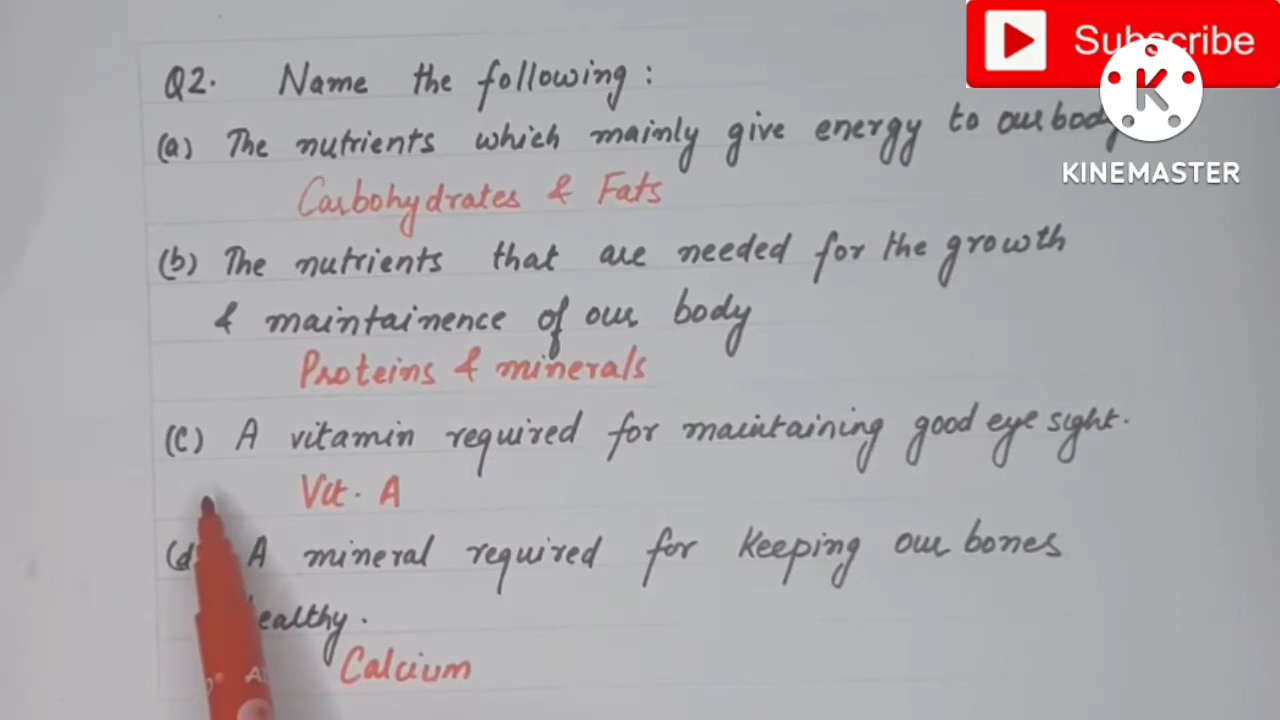 Subscribe
K
KINEMASTER
Q2. Name the following :
(a) The nutrients which mainly give energy to our body
Carbohydrates & Fats
(b) The nutrients that are needed for the growth
& maintainence of our body
Proteins & minerals
(c) A vitamin required for maintaining good eye sight.
Vit. A
(d A mineral required for keeping our bones
ealthy.
Calcium